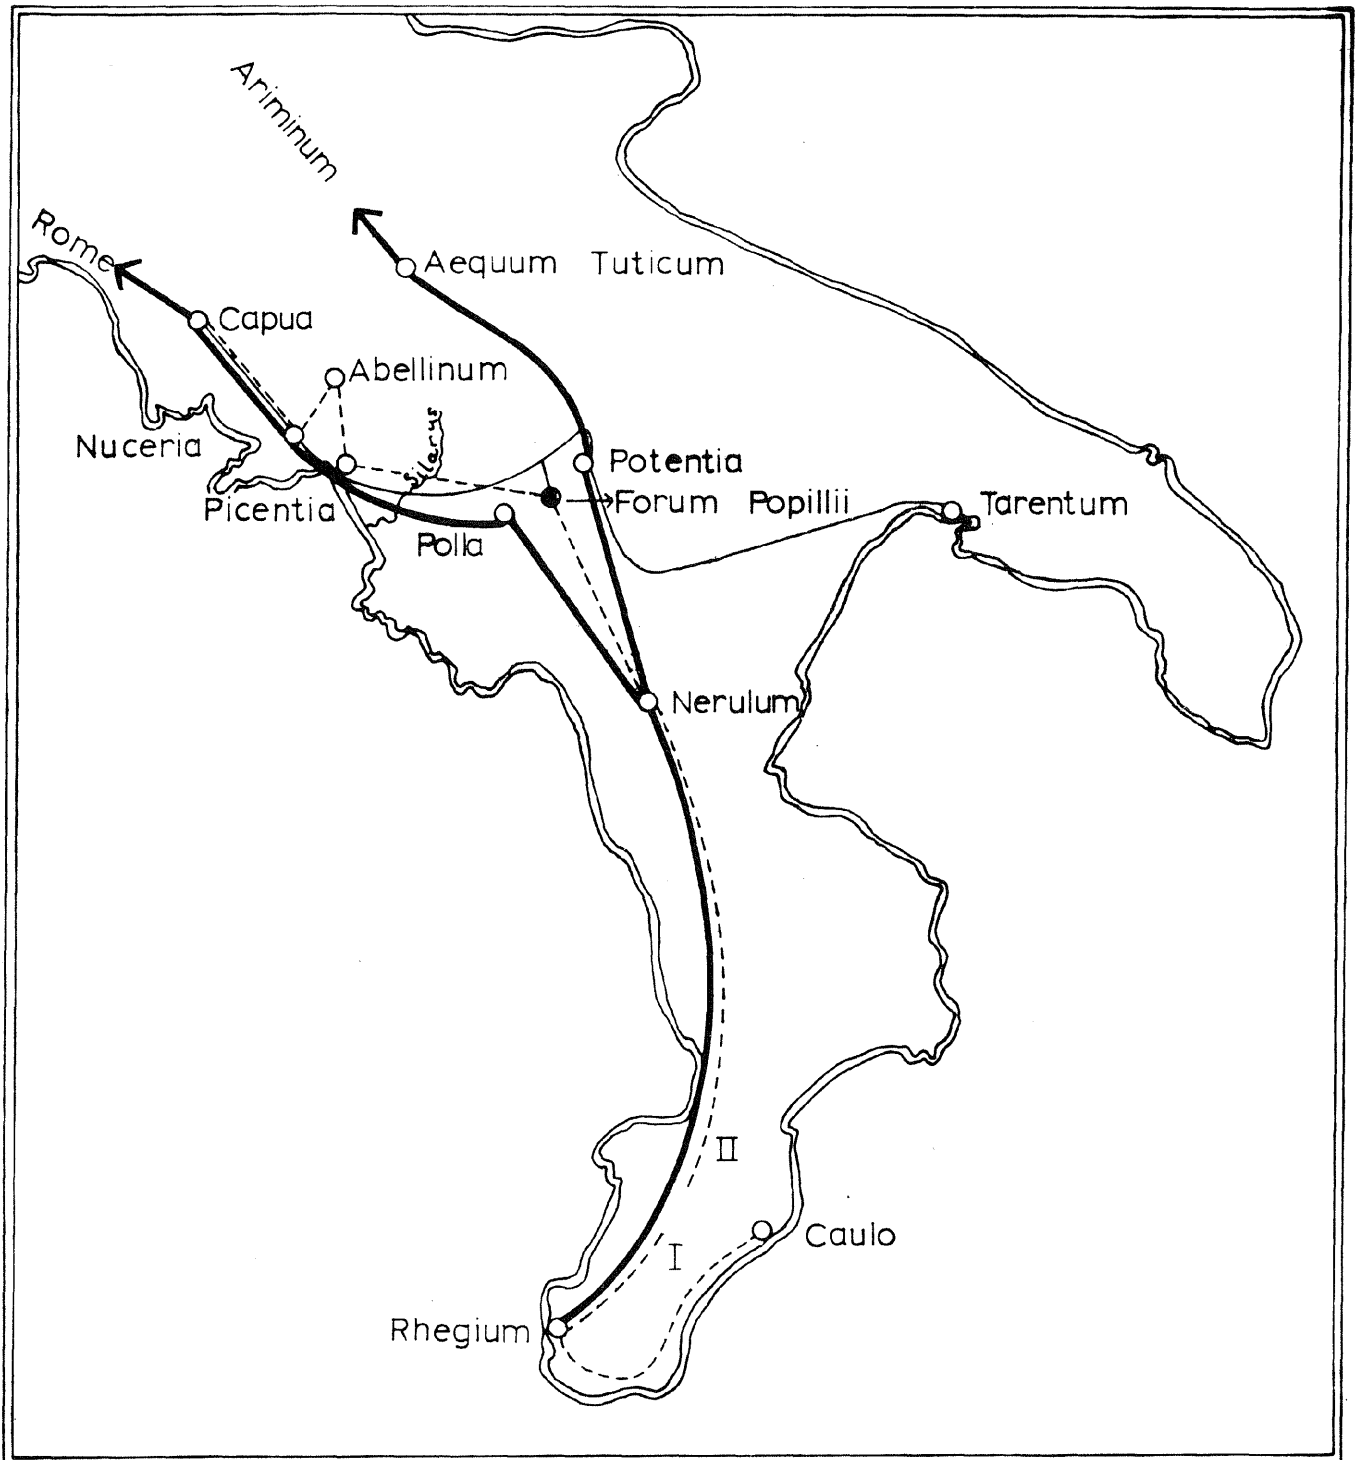 Ariminum
Rome
Aequum Tuticum
Capua
Abellinum
Silarus
Nuceria
Potentia
Picentia
Forum Popillii
Tarentum
Polla
Nerulum
II
Caulo
I
Rhegium